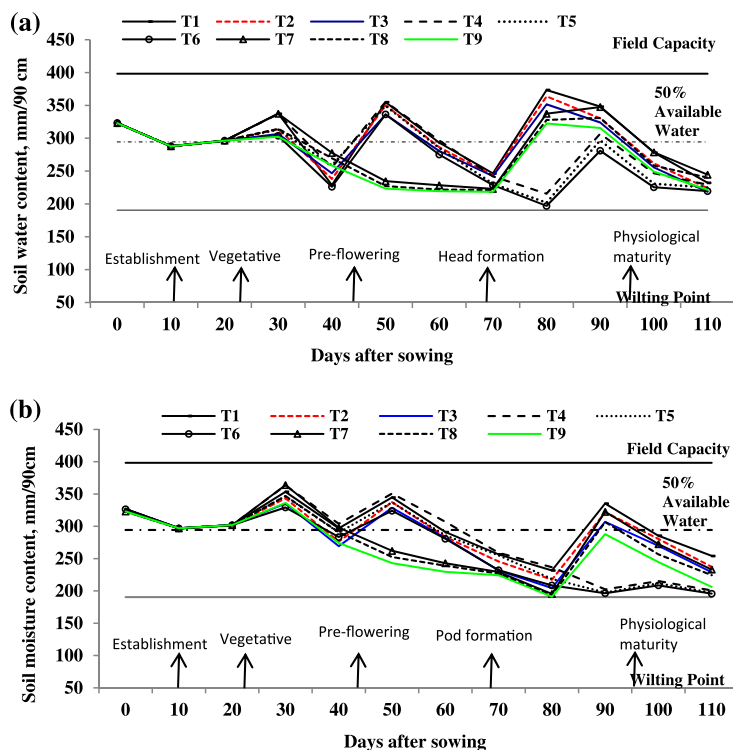 (a)
T1 T2 T3 T4 T5
T6 T7 T8 T9
Soil water content, mm/90 cm
450
400
350
300
250
200
150
100
50
Field Capacity
50%
Available
Water
Establishment
Vegetative
Pre-flowering
Head formation
Physiological
maturity
Wilting Point
0 10 20 30 40 50 60 70 80 90 100 110
Days after sowing
(b)
T1 T2 T3 T4 T5
T6 T7 T8 T9
Soil moisture content, mm/90cm
450
400
350
300
250
200
150
100
50
Field Capacity
50%
Available
Water
Establishment
Vegetative
Pre-flowering
Pod formation
Physiological
maturity
Wilting Point
0 10 20 30 40 50 60 70 80 90 100 110
Days after sowing